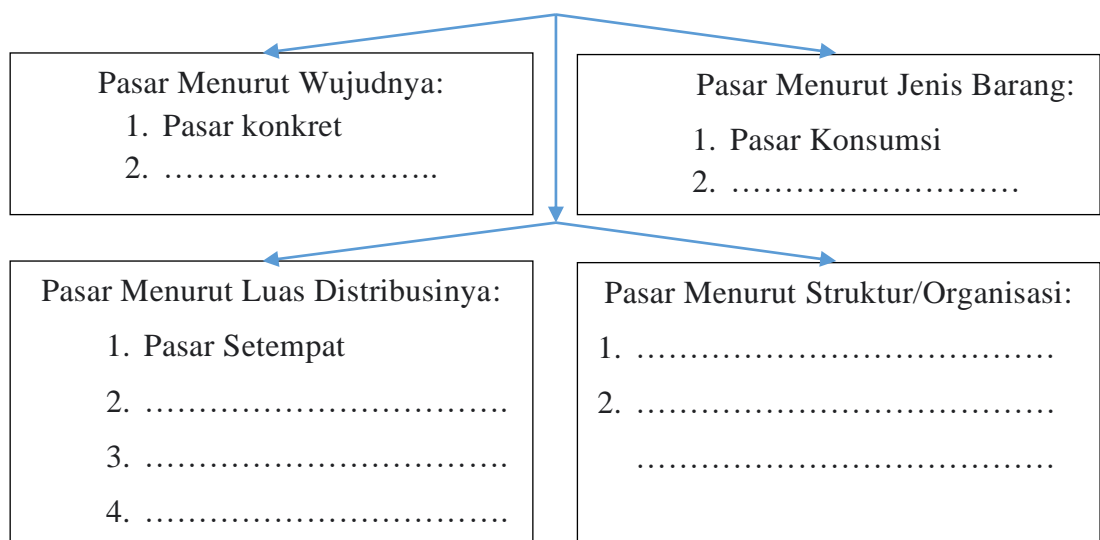 Pasar Menurut Wujudnya:
1. Pasar konkret
2. ……………………..
Pasar Menurut Jenis Barang:
1. Pasar Konsumsi
2. ………………………
Pasar Menurut Luas Distribusinya:
1. Pasar Setempat
2. …………………………….
3. …………………………….
4. …………………………….
Pasar Menurut Struktur/Organisasi:
1. …………………………………
2. …………………………………
…………………………………